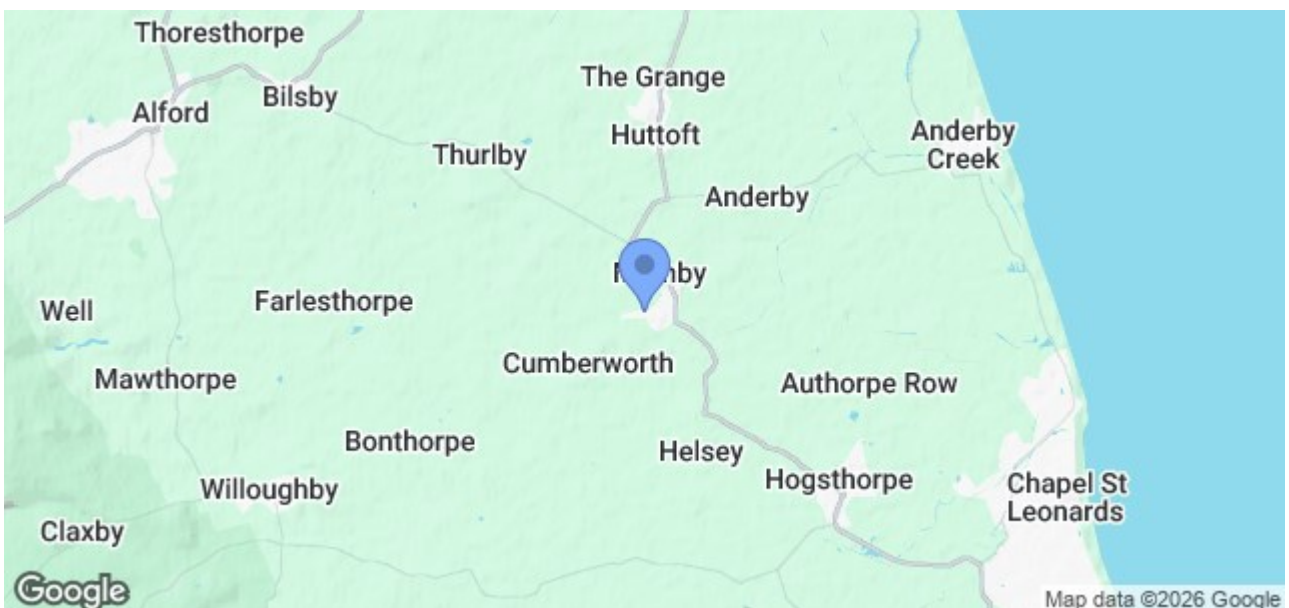 Thoresthorpe
The Grange
Bilsby
Alford
Huttoft
Anderby
Creek
Thurlby
Anderby
Farlesthorpe
Well
Cumberworth
Mawthorpe
Authorpe Row
Bonthorpe
Helsey
Hogsthorpe
Willoughby
Chapel St
Leonards
Claxby
Google
Map data ©2026 Google